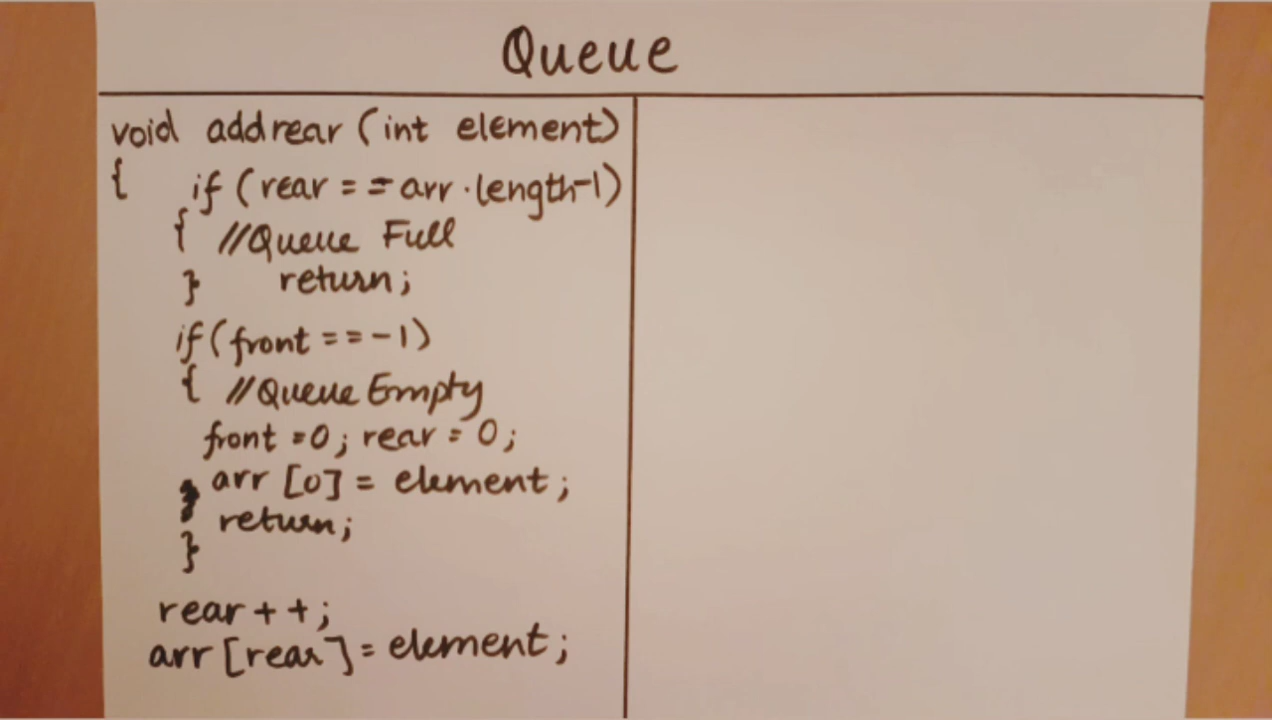 Queue
void addrear (int element)
{ if (rear == arr.length-1)
{ //Queue Full
} return;
if (front == -1)
{ //Queue Empty
front = 0; rear = 0;
arr [0] = element;
return;
}
rear++;
arr [rear] = element;